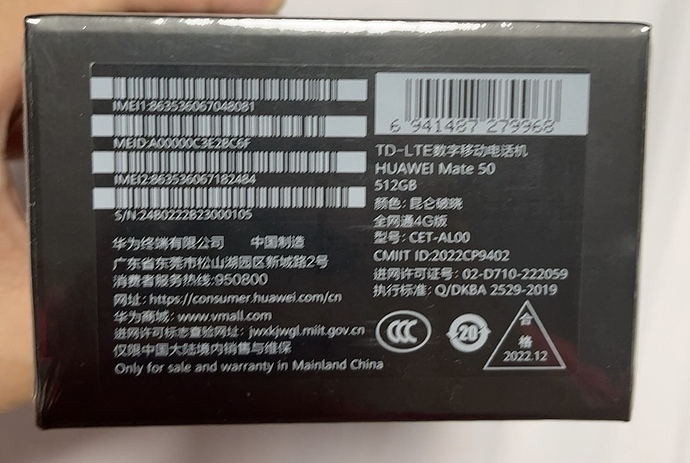 IMEI1:863536067048081
MEID:A00000C3E2BC6F
IMEI2:863536067182484
S/N:24B0222B23000105
华为终端有限公司 中国制造
广东省东莞市松山湖园区新城路2号
消费者服务热线:950800
网址: https://consumer.huawei.com/cn
华为商城: www.vmall.com
进网许可标志查验网址: jwxkjwgl.miit.gov.cn
仅限中国大陆境内销售与维保
Only for sale and warranty in Mainland China
6 941487 279968
TD-LTE数字移动电话机
HUAWEI Mate 50
512GB
颜色: 昆仑破晓
全网通4G版
型号: CET-AL00
CMIIT ID:2022CP9402
进网许可证号: 02-D710-222059
执行标准: Q/DKBA 2529-2019
CCC
20
合
格
2022.12